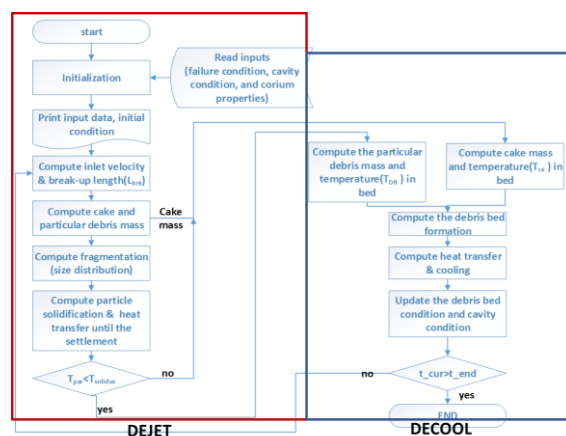 start
Initialization
Read inputs
(failure condition, cavity
condition, and corium
properties)
Print input data, initial
condition
Compute inlet velocity
& break-up length(Lbrk)
Compute cake and
particular debris mass
Cake
mass
Compute fragmentation
(size distribution)
Compute particle
solidification & heat
transfer until the
settlement
Tpar<Tsolidus
no
yes
DEJET
Compute the particular
debris mass and
temperature(TDB ) in
bed
Compute cake mass
and temperature(Tca ) in
bed
Compute the debris bed
formation
Compute heat transfer
& cooling
Update the debris bed
condition and cavity
condition
t_cur>t_end
no
yes
END
DECOOL